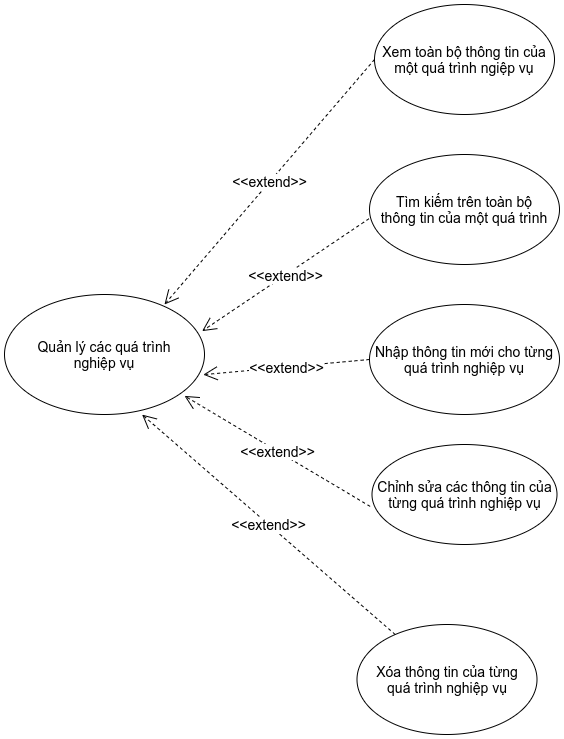 Xem toàn bộ thông tin của
một quá trình ngiệp vụ
<<extend>>
Tìm kiếm trên toàn bộ
thông tin của một quá trình
<<extend>>
Quản lý các quá trình
nghiệp vụ
<<extend>>
Nhập thông tin mới cho từng
quá trình nghiệp vụ
<<extend>>
Chỉnh sửa các thông tin của
từng quá trình nghiệp vụ
<<extend>>
Xóa thông tin của từng
quá trình nghiệp vụ